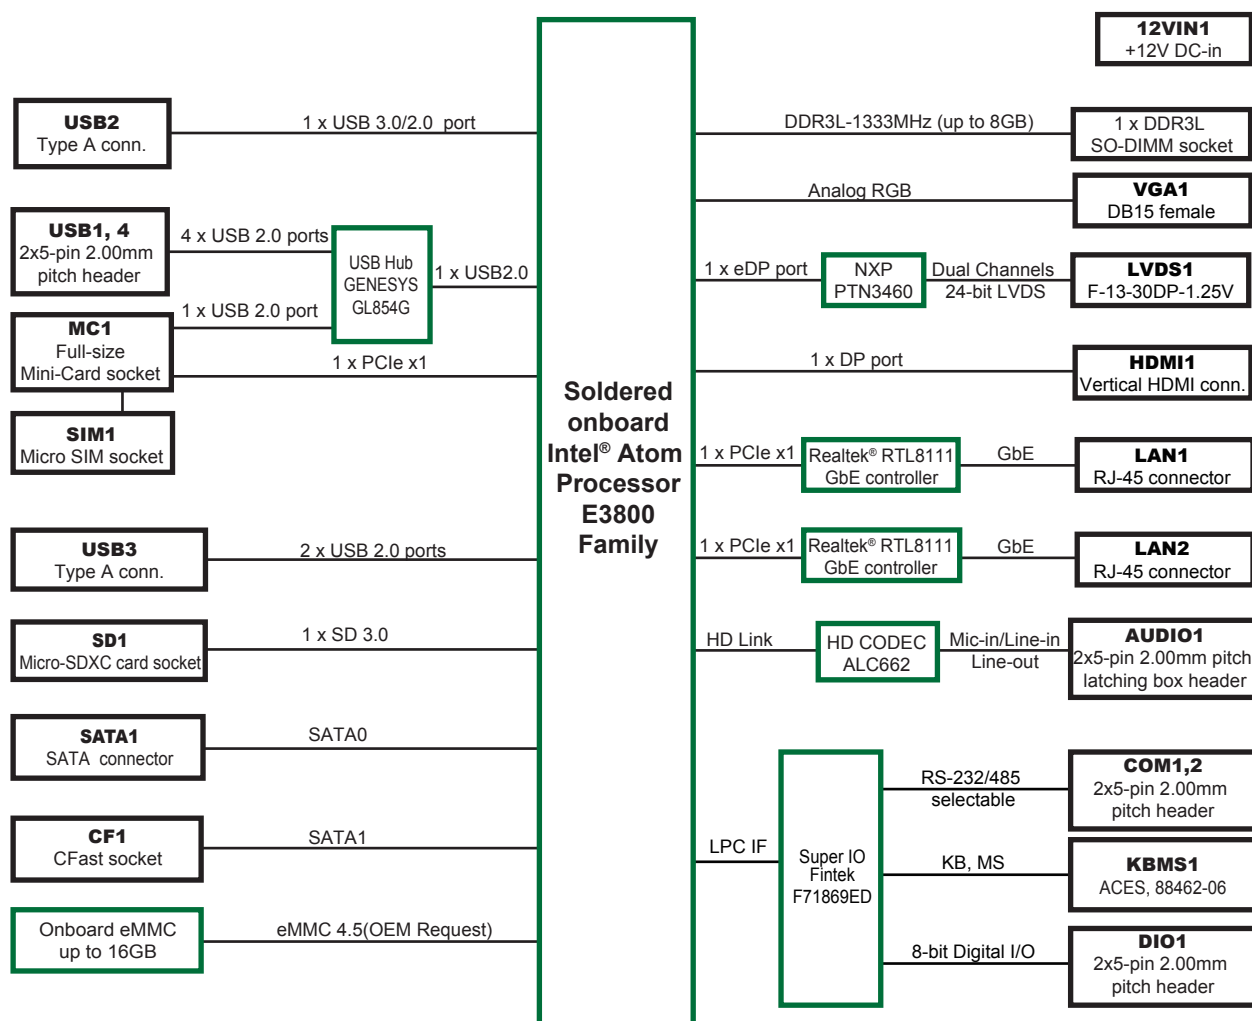 12VIN1
+12V DC-in
USB2
Type A conn.
1 x USB 3.0/2.0 port
USB1, 4
2x5-pin 2.00mm
pitch header
4 x USB 2.0 ports
USB Hub
GENESYS
GL854G
1 x USB2.0
1 x USB 2.0 port
MC1
Full-size
Mini-Card socket
1 x PCIe x1
SIM1
Micro SIM socket
USB3
Type A conn.
2 x USB 2.0 ports
SD1
Micro-SDXC card socket
1 x SD 3.0
SATA1
SATA connector
SATA0
CF1
CFast socket
SATA1
Onboard eMMC
up to 16GB
eMMC 4.5(OEM Request)
Soldered
onboard
Intel® Atom
Processor
E3800
Family
DDR3L-1333MHz (up to 8GB)
1 x DDR3L
SO-DIMM socket
Analog RGB
VGA1
DB15 female
1 x eDP port
NXP
PTN3460
Dual Channels
24-bit LVDS
LVDS1
F-13-30DP-1.25V
1 x DP port
HDMI1
Vertical HDMI conn.
1 x PCIe x1
Realtek® RTL8111
GbE controller
GbE
LAN1
RJ-45 connector
1 x PCIe x1
Realtek® RTL8111
GbE controller
GbE
LAN2
RJ-45 connector
HD Link
HD CODEC
ALC662
Mic-in/Line-in
Line-out
AUDIO1
2x5-pin 2.00mm pitch
latching box header
LPC IF
Super IO
Fintek
F71869ED
RS-232/485
selectable
COM1,2
2x5-pin 2.00mm
pitch header
KB, MS
KBMS1
ACES, 88462-06
8-bit Digital I/O
DIO1
2x5-pin 2.00mm
pitch header